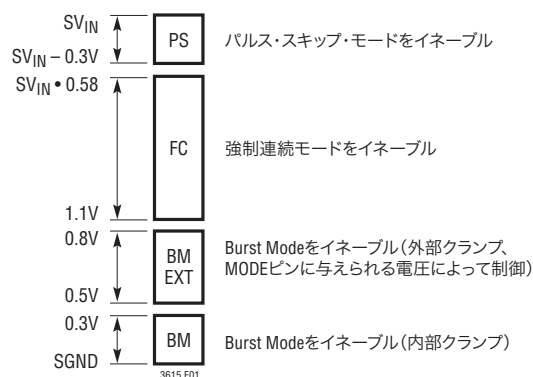 SVIN
PS
パルス・スキップ・モードをイネーブル
SVIN – 0.3V
SVIN • 0.58
FC
強制連続モードをイネーブル
1.1V
0.8V
BM
EXT
Burst Modeをイネーブル（外部クランプ、
MODEピンに与えられる電圧によって制御）
0.5V
0.3V
BM
Burst Modeをイネーブル（内部クランプ）
SGND
3615 F01